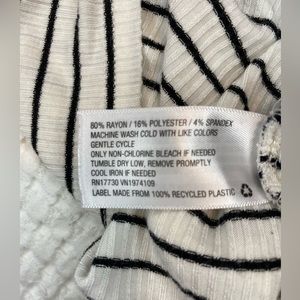 80% RAYON / 16% POLYESTER / 4% SPANDEX
MACHINE WASH COLD WITH LIKE COLORS
GENTLE CYCLE
ONLY NON-CHLORINE BLEACH IF NEEDED
TUMBLE DRY LOW, REMOVE PROMPTLY
COOL IRON IF NEEDED
RN17730 VN1974109
LABEL MADE FROM 100% RECYCLED PLASTIC